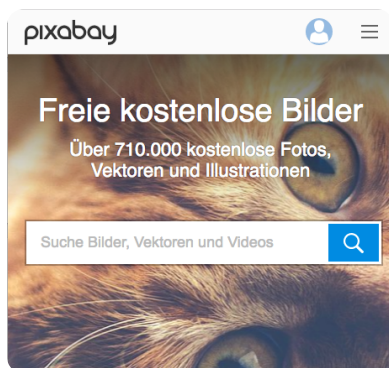 pixabay
Freie kostenlose Bilder
Über 710.000 kostenlose Fotos,
Vektoren und Illustrationen
Suche Bilder, Vektoren und Videos